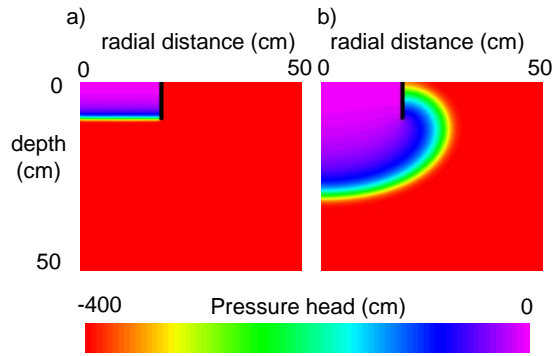 a)
radial distance (cm)
0
50
0
depth
(cm)
50
b)
radial distance (cm)
0
50
-400
Pressure head (cm)
0